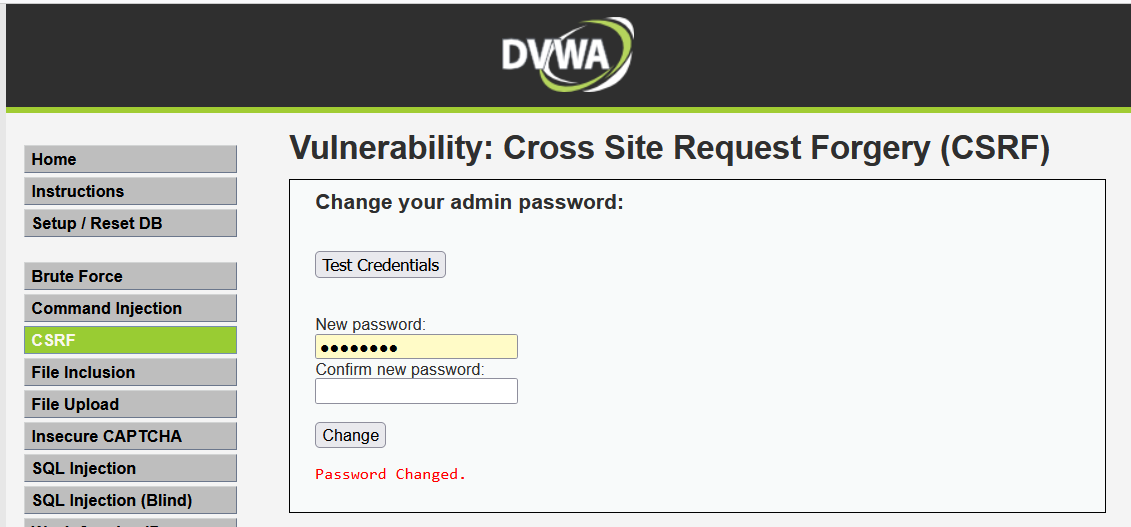 DVWA
Home
Instructions
Setup / Reset DB
Brute Force
Command Injection
CSRF
File Inclusion
File Upload
Insecure CAPTCHA
SQL Injection
SQL Injection (Blind)
Vulnerability: Cross Site Request Forgery (CSRF)
Change your admin password:
Test Credentials
New password:
••••••••
Confirm new password:
Change
Password Changed.